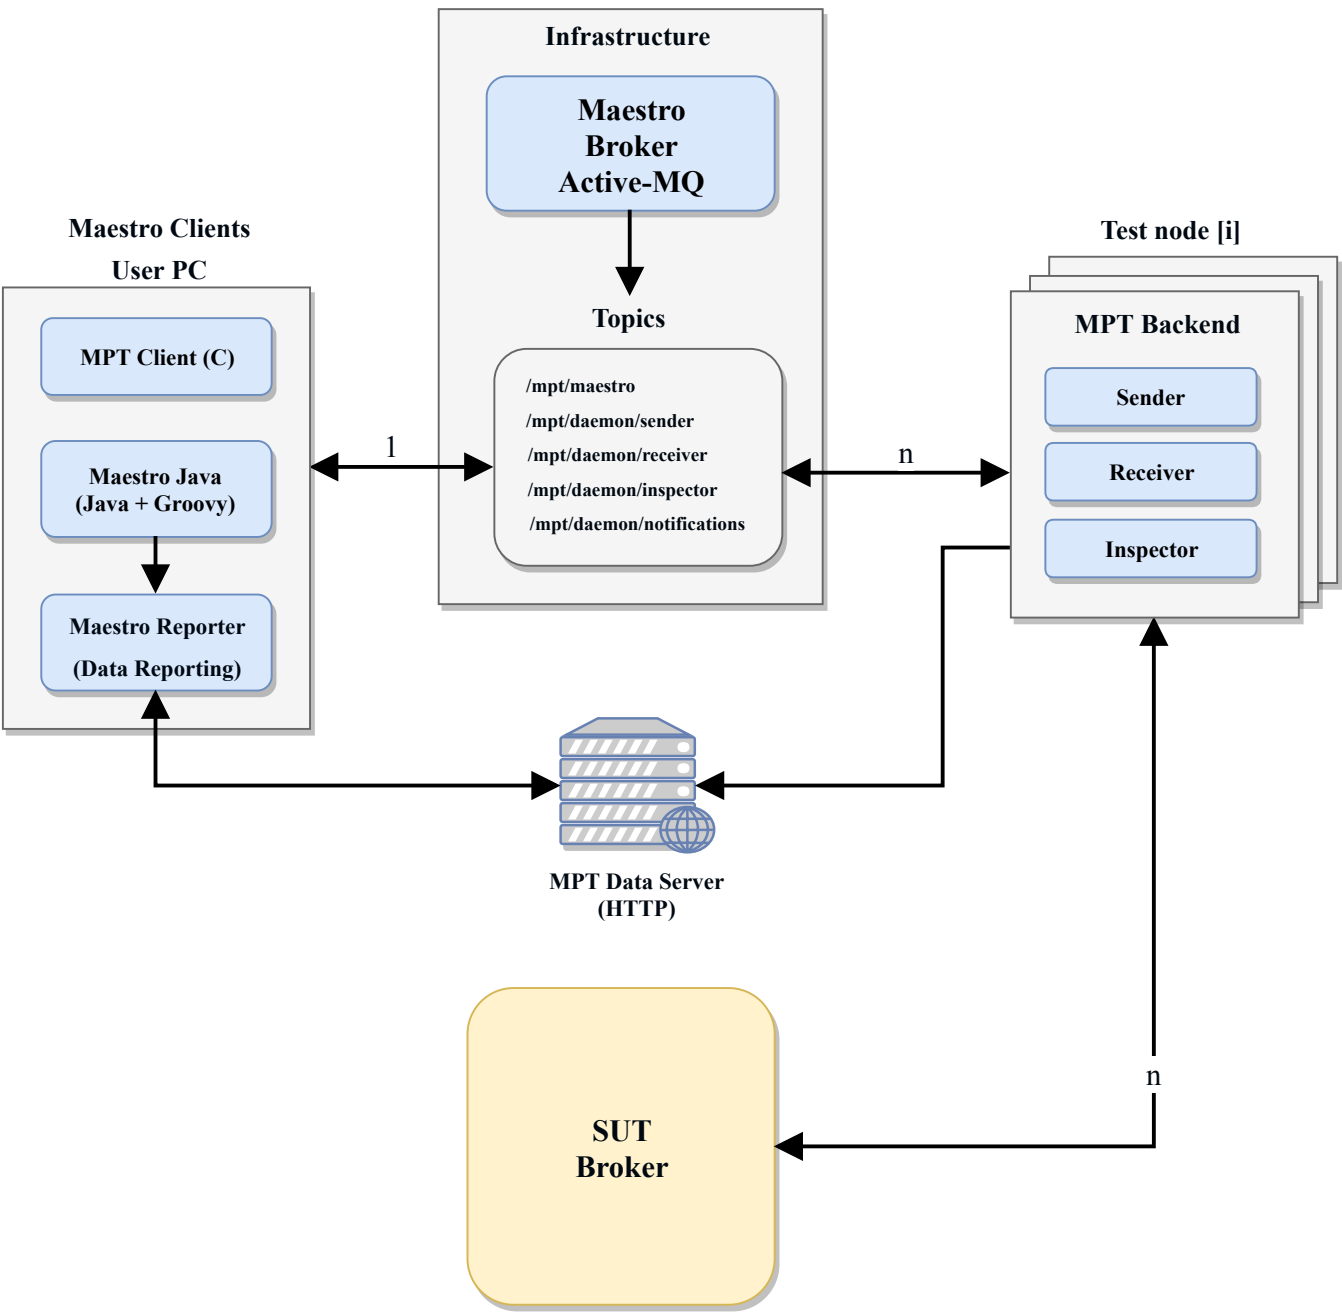 Infrastructure
Maestro
Broker
Active-MQ
Topics
/mpt/maestro
/mpt/daemon/sender
/mpt/daemon/receiver
/mpt/daemon/inspector
/mpt/daemon/notifications
Maestro Clients
User PC
MPT Client (C)
Maestro Java
(Java + Groovy)
Maestro Reporter
(Data Reporting)
1
n
Test node [i]
MPT Backend
Sender
Receiver
Inspector
MPT Data Server
(HTTP)
n
SUT
Broker